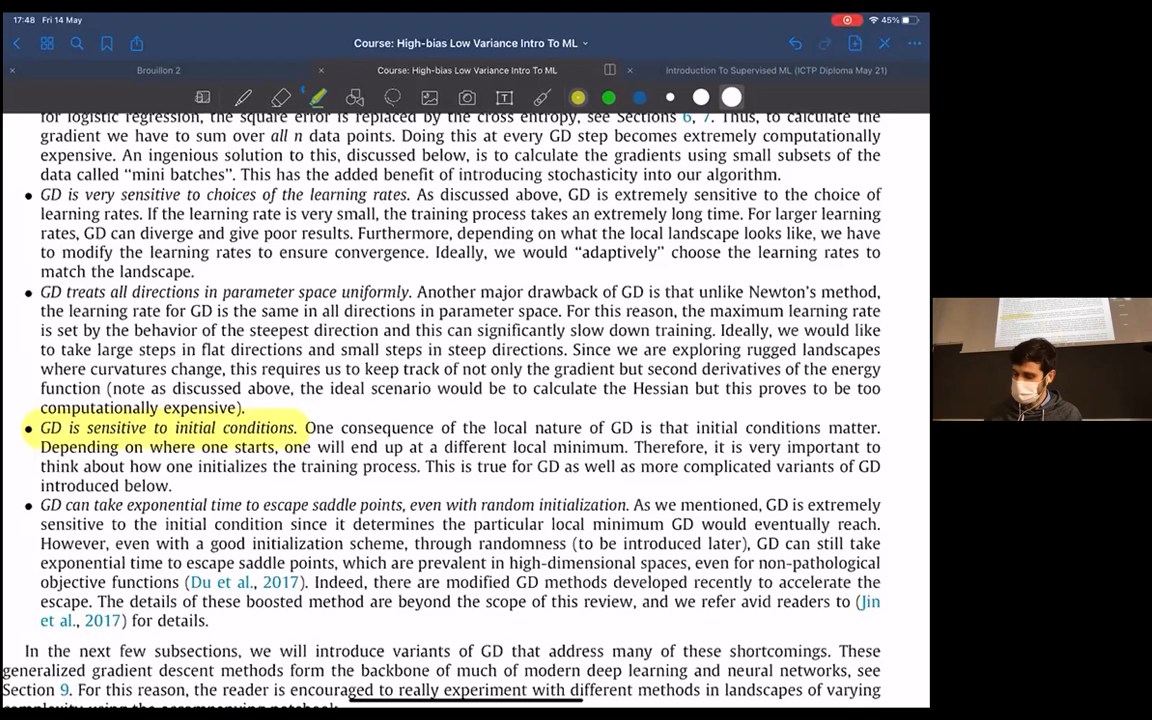 17:48 Fri 14 May
45%
Course: High-bias Low Variance Intro To ML
Brouillon 2
Course: High-bias Low Variance Intro To ML
Introduction To Supervised ML (ICTP Diploma May 21)
for logistic regression, the square error is replaced by the cross entropy, see Sections 6, 7. Thus, to calculate the
gradient we have to sum over all n data points. Doing this at every GD step becomes extremely computationally
expensive. An ingenious solution to this, discussed below, is to calculate the gradients using small subsets of the
data called “mini batches”. This has the added benefit of introducing stochasticity into our algorithm.
• GD is very sensitive to choices of the learning rates. As discussed above, GD is extremely sensitive to the choice of
learning rates. If the learning rate is very small, the training process takes an extremely long time. For larger learning
rates, GD can diverge and give poor results. Furthermore, depending on what the local landscape looks like, we have
to modify the learning rates to ensure convergence. Ideally, we would “adaptively” choose the learning rates to
match the landscape.
• GD treats all directions in parameter space uniformly. Another major drawback of GD is that unlike Newton's method,
the learning rate for GD is the same in all directions in parameter space. For this reason, the maximum learning rate
is set by the behavior of the steepest direction and this can significantly slow down training. Ideally, we would like
to take large steps in flat directions and small steps in steep directions. Since we are exploring rugged landscapes
where curvatures change, this requires us to keep track of not only the gradient but second derivatives of the energy
function (note as discussed above, the ideal scenario would be to calculate the Hessian but this proves to be too
computationally expensive).
• GD is sensitive to initial conditions. One consequence of the local nature of GD is that initial conditions matter.
Depending on where one starts, one will end up at a different local minimum. Therefore, it is very important to
think about how one initializes the training process. This is true for GD as well as more complicated variants of GD
introduced below.
• GD can take exponential time to escape saddle points, even with random initialization. As we mentioned, GD is extremely
sensitive to the initial condition since it determines the particular local minimum GD would eventually reach.
However, even with a good initialization scheme, through randomness (to be introduced later), GD can still take
exponential time to escape saddle points, which are prevalent in high-dimensional spaces, even for non-pathological
objective functions (Du et al., 2017). Indeed, there are modified GD methods developed recently to accelerate the
escape. The details of these boosted method are beyond the scope of this review, and we refer avid readers to (Jin
et al., 2017) for details.
In the next few subsections, we will introduce variants of GD that address many of these shortcomings. These
generalized gradient descent methods form the backbone of much of modern deep learning and neural networks, see
Section 9. For this reason, the reader is encouraged to really experiment with different methods in landscapes of varying
complexity using the accompanying notebook.